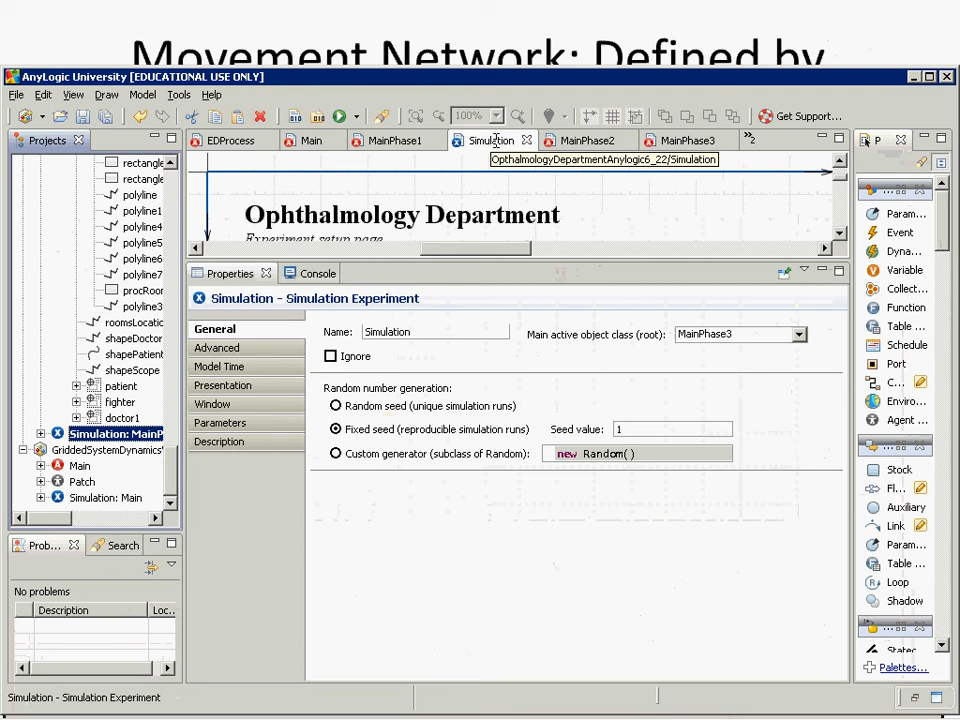 Movement Network: Defined by
AnyLogic University [EDUCATIONAL USE ONLY]
File Edit View Draw Model Tools Help
100% Get Support...
Projects
EDProcess Main MainPhase1 Simulation MainPhase2 MainPhase3 2
P
OpthalmologyDepartmentAnylogic6_22/Simulation
rectangle
rectangle
polyline
polyline1
polyline4
polyline5
polyline6
polyline7
procRoor
polyline3
roomsLocatio
shapeDoctor
shapePatient
shapeScope
patient
fighter
doctor1
Simulation: MainP
GriddedSystemDynamics
Main
Patch
Simulation: Main
Ophthalmology Department
Experiment setup page
Properties Console
Simulation - Simulation Experiment
General
Advanced
Model Time
Presentation
Window
Parameters
Description
Name: Simulation Main active object class (root): MainPhase3
Ignore
Random number generation:
Random seed (unique simulation runs)
Fixed seed (reproducible simulation runs) Seed value: 1
Custom generator (subclass of Random): new Random()
Param...
Event
Dyna...
Variable
Collect...
Function
Table ...
Schedule
Port
C...
Enviro...
Agent ...
Stock
Fl...
Auxiliary
Link
Param...
Table ...
Loop
Shadow
Statec
Palettes...
Prob... Search
No problems
Description Loc..
Simulation - Simulation Experiment